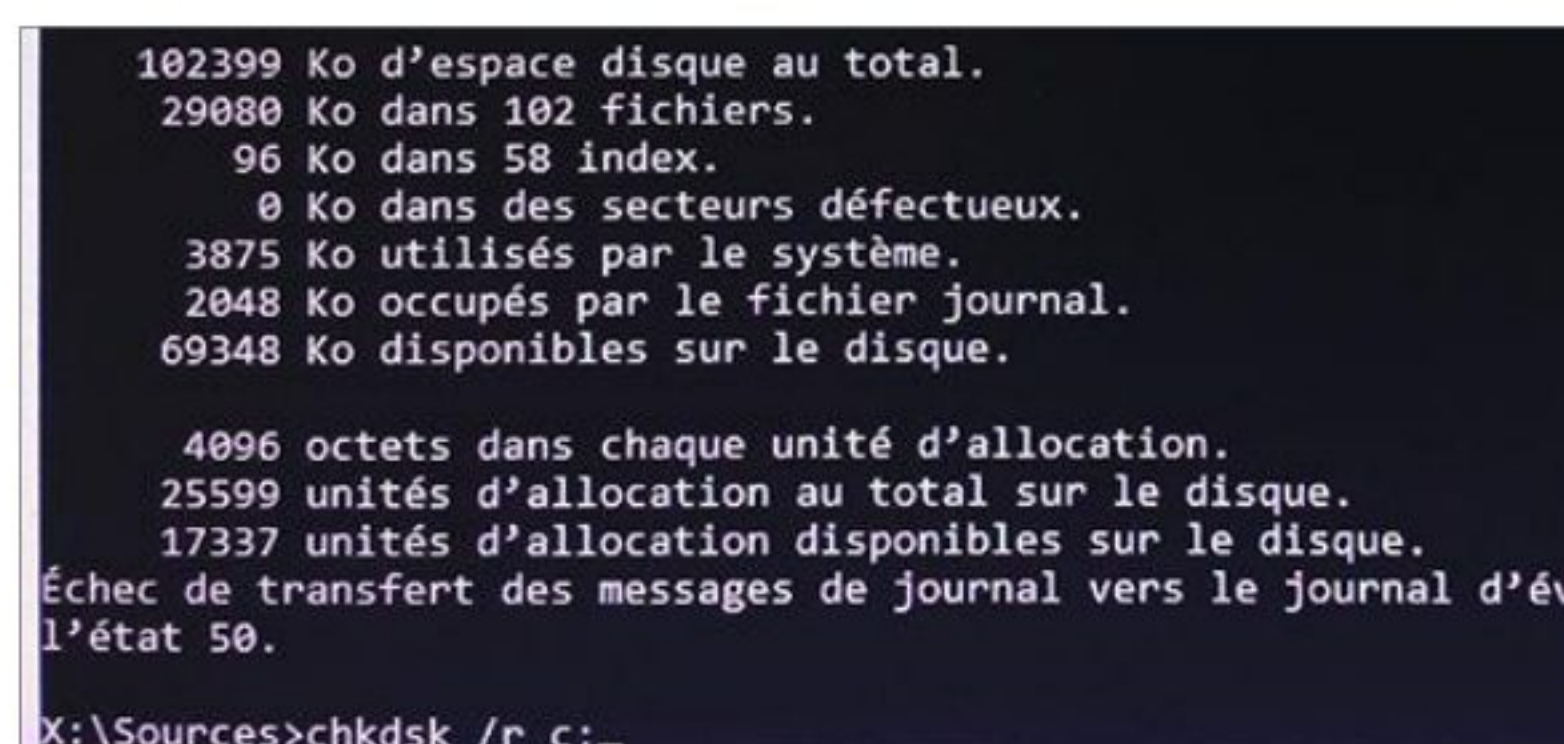 102399 Ko d’espace disque au total.
29080 Ko dans 102 fichiers.
96 Ko dans 58 index.
0 Ko dans des secteurs défectueux.
3875 Ko utilisés par le système.
2048 Ko occupés par le fichier journal.
69348 Ko disponibles sur le disque.
4096 octets dans chaque unité d’allocation.
25599 unités d’allocation au total sur le disque.
17337 unités d’allocation disponibles sur le disque.
Échec de transfert des messages de journal vers le journal d’év
l’état 50.
X:\Sources>chkdsk /r c:_